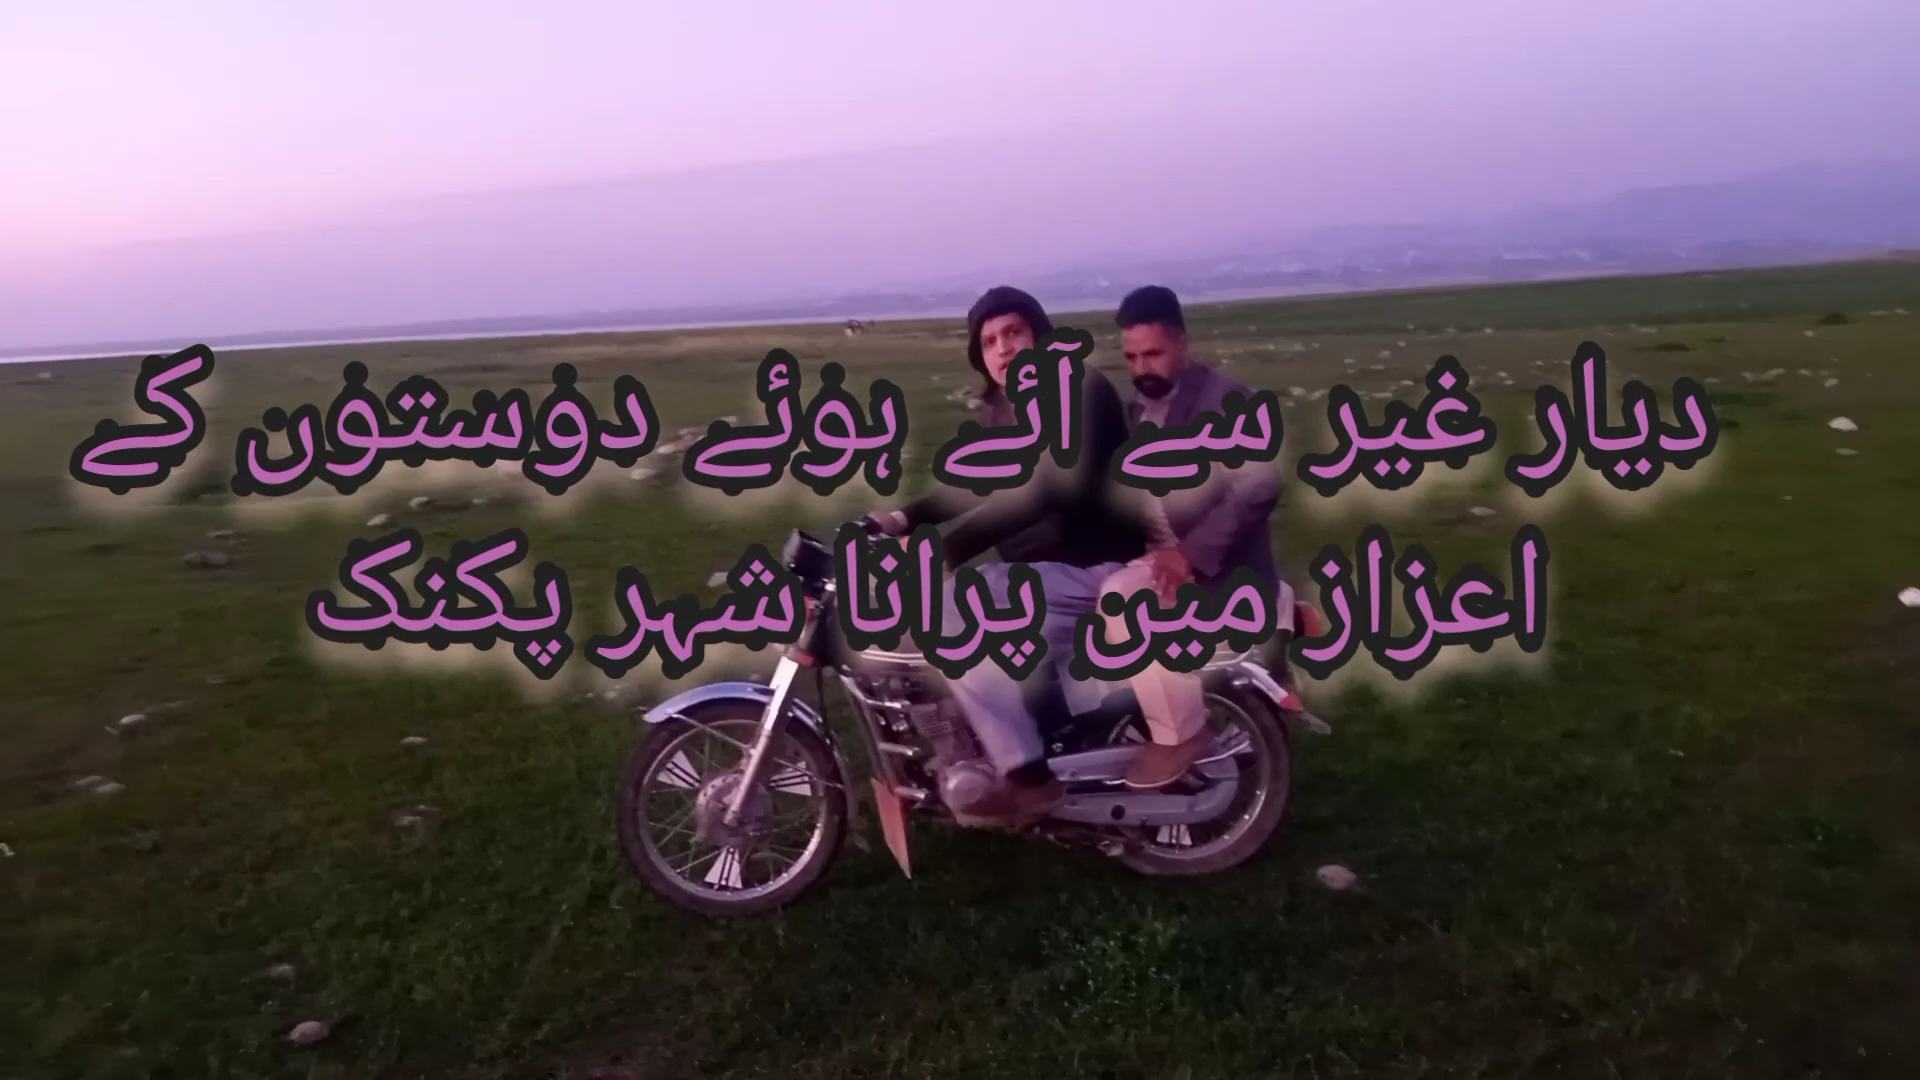 دیار غیر سے آئے ہوئے دوستون کے
اعزاز مین پرانا شہر پکنک